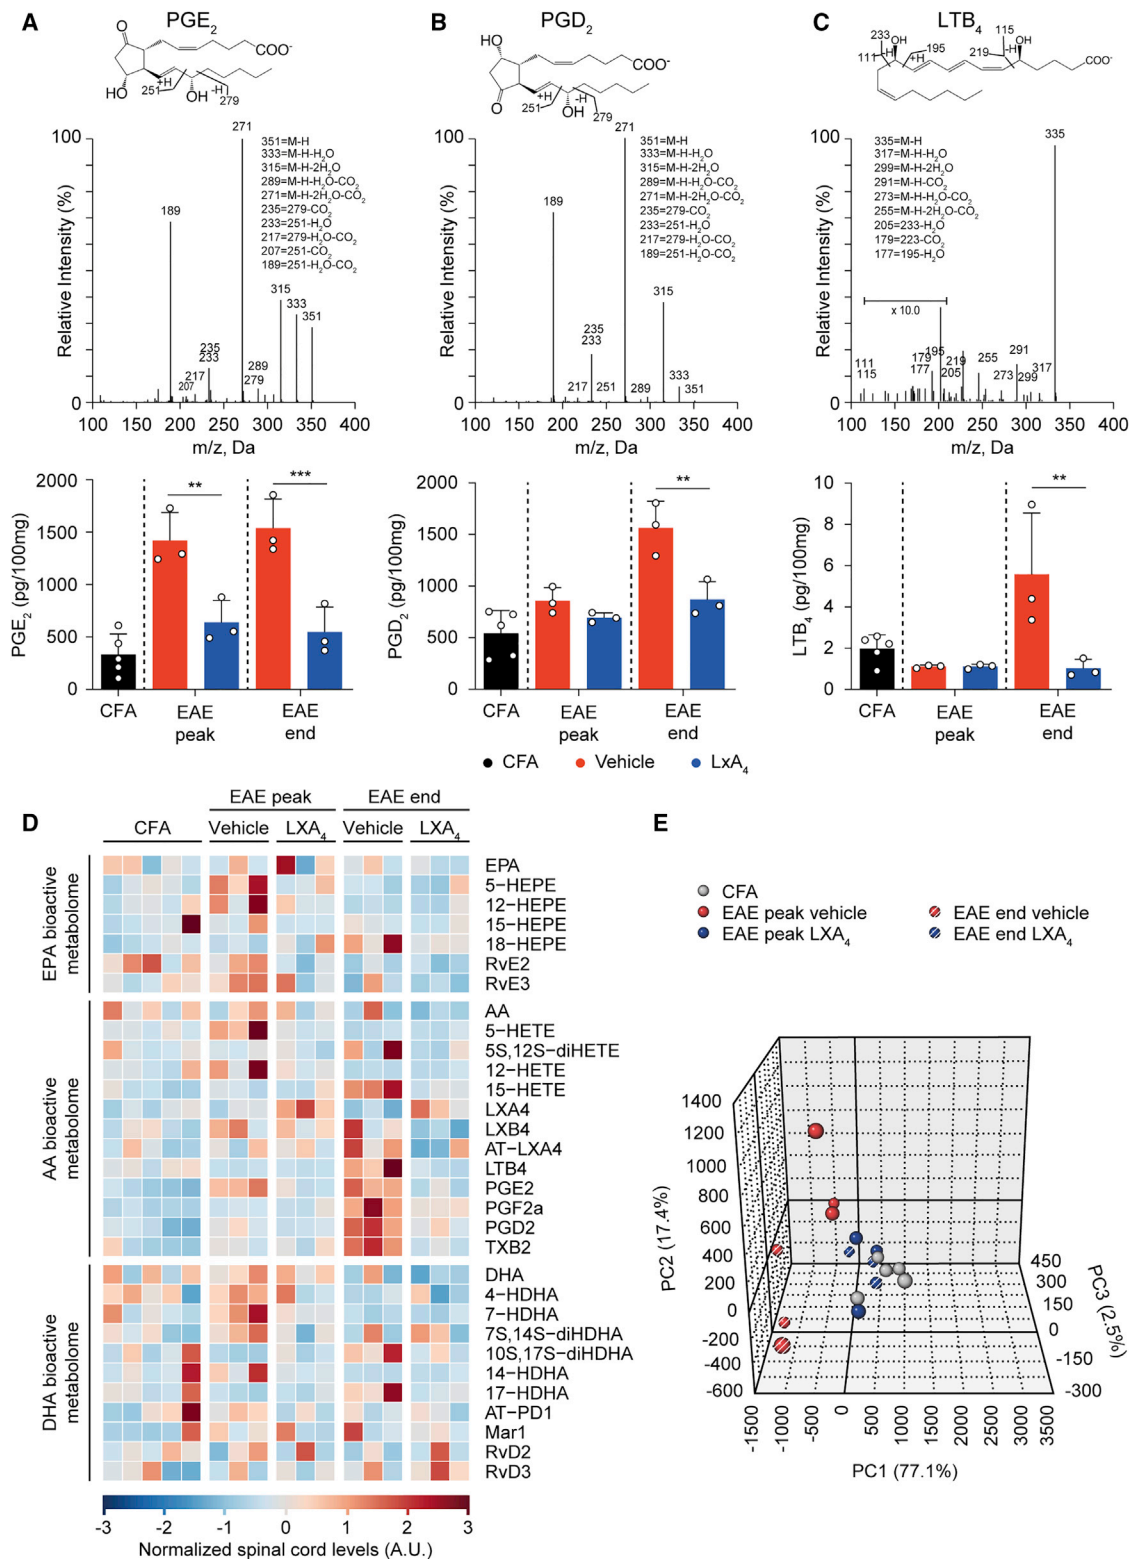 A
PGE2
O
COO-
HO
251
+H
OH
-H
279
100
271
189
315
333
351
235
233
217
207
289
279
351=M-H
333=M-H-H2O
315=M-H-2H2O
289=M-H-H2O-CO2
271=M-H-2H2O-CO2
235=279-CO2
233=251-H2O
217=279-H2O-CO2
207=251-CO2
189=251-H2O-CO2
Relative Intensity (%)
0
100 150 200 250 300 350 400
m/z, Da
B
PGD2
HO
COO-
O
251
+H
OH
-H
279
100
271
189
315
235
233
217
251
289
333
351
351=M-H
333=M-H-H2O
315=M-H-2H2O
289=M-H-H2O-CO2
271=M-H-2H2O-CO2
235=279-CO2
233=251-H2O
217=279-H2O-CO2
189=251-H2O-CO2
Relative Intensity (%)
0
100 150 200 250 300 350 400
m/z, Da
C
LTB4
233
111
-H
OH
+H
195
115
219
-H
OH
COO-
100
335
335=M-H
317=M-H-H2O
299=M-H-2H2O
291=M-H-CO2
273=M-H-H2O-CO2
255=M-H-2H2O-CO2
205=233-H2O
179=223-CO2
177=195-H2O
x 10.0
111
115
179
177
195
205
219
255
273
291
299
317
Relative Intensity (%)
0
100 150 200 250 300 350 400
m/z, Da
PGE2 (pg/100mg)
2000
1500
1000
500
0
**
***
CFA
EAE
peak
EAE
end
PGD2 (pg/100mg)
2000
1500
1000
500
0
**
CFA
EAE
peak
EAE
end
LTB4 (pg/100mg)
10
8
6
4
2
0
**
CFA
EAE
peak
EAE
end
CFA Vehicle LxA4
D
EAE peak EAE end
CFA Vehicle LXA4 Vehicle LXA4
EPA bioactive
metabolome
EPA
5-HEPE
12-HEPE
15-HEPE
18-HEPE
RvE2
RvE3
AA bioactive
metabolome
AA
5-HETE
5S,12S-diHETE
12-HETE
15-HETE
LXA4
LXB4
AT-LXA4
LTB4
PGE2
PGF2a
PGD2
TXB2
DHA bioactive
metabolome
DHA
4-HDHA
7-HDHA
7S,14S-diHDHA
10S,17S-diHDHA
14-HDHA
17-HDHA
AT-PD1
Mar1
RvD2
RvD3
-3 -2 -1 0 1 2 3
Normalized spinal cord levels (A.U.)
E
CFA
EAE peak vehicle
EAE peak LXA4
EAE end vehicle
EAE end LXA4
PC2 (17.4%)
1400
1200
1000
800
600
400
200
0
-200
-400
-600
PC3 (2.5%)
450
300
150
0
-150
-300
-1500 -1000 -500 0 500 1000 1500 2000 2500 3000 3500
PC1 (77.1%)